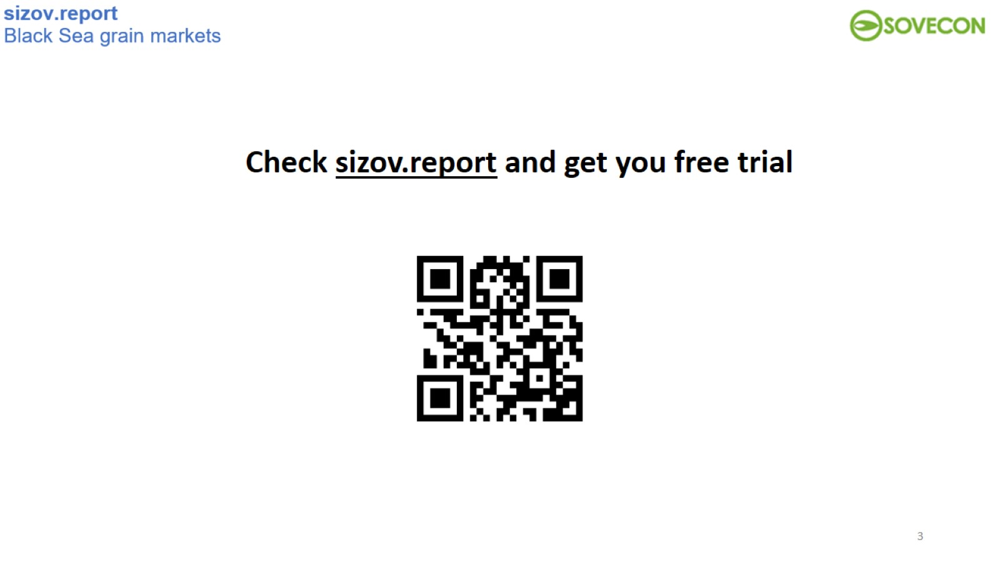 sizov.report
Black Sea grain markets
SOVECON
Check sizov.report and get you free trial
3